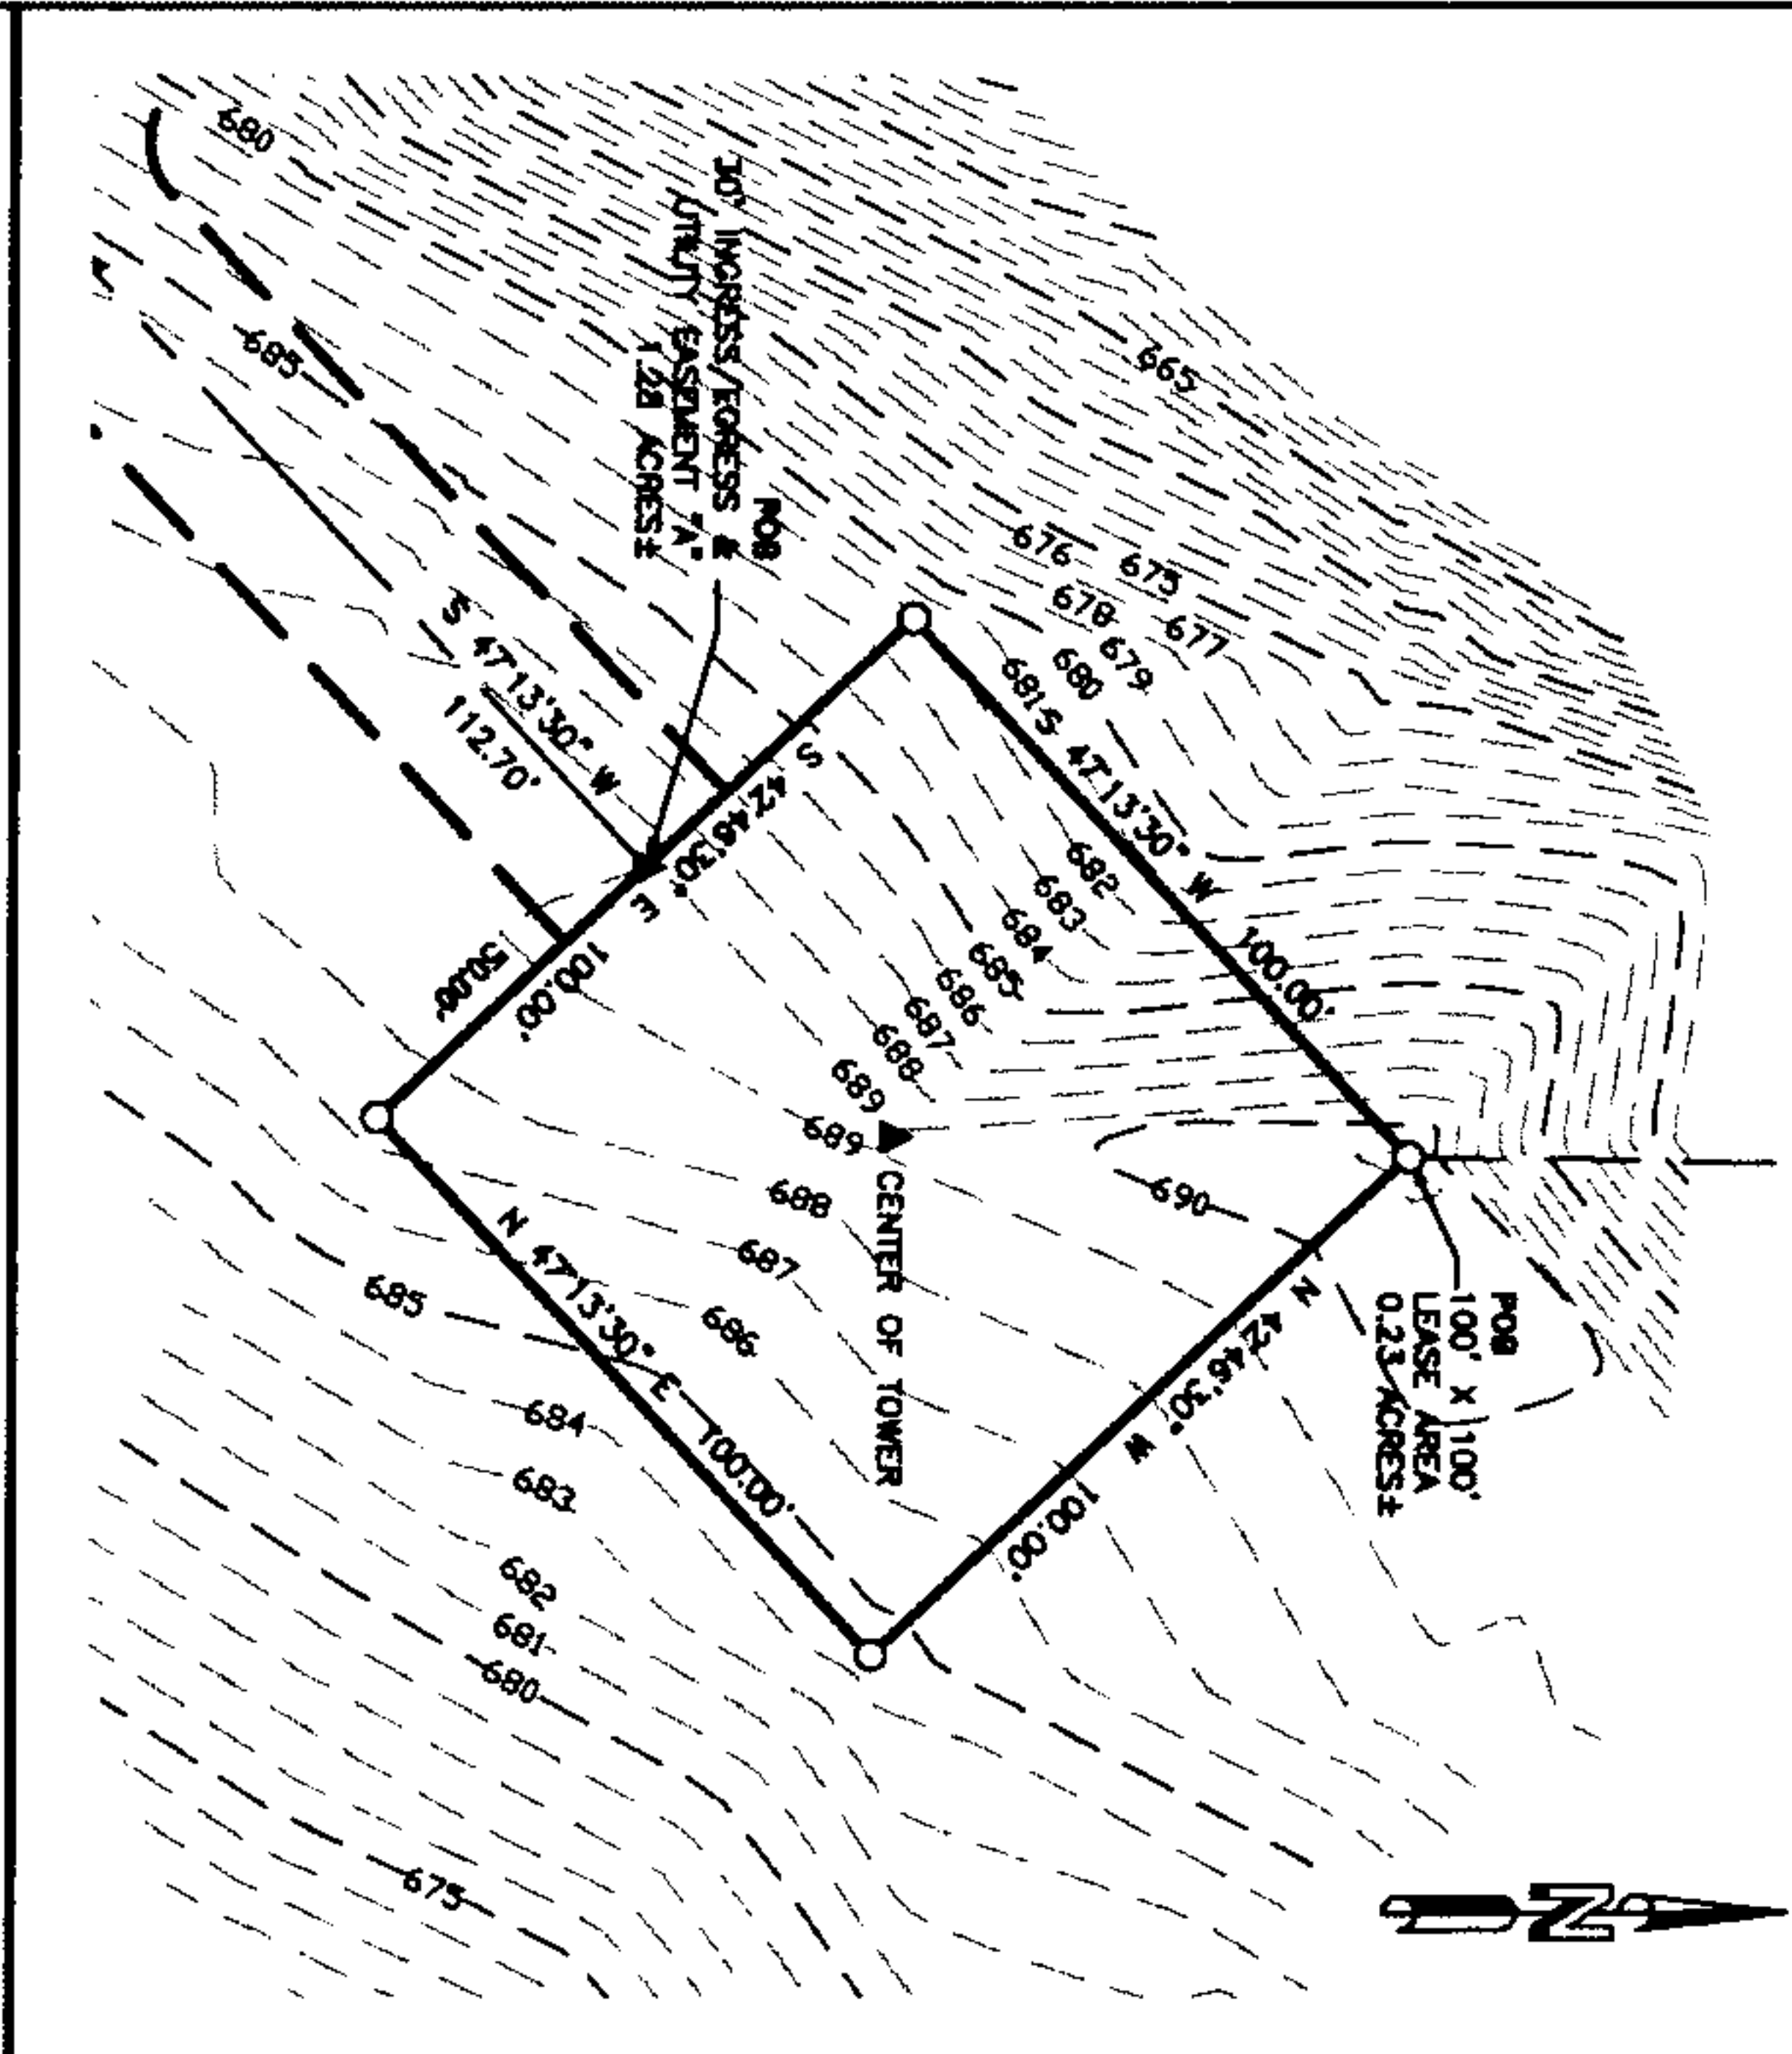 POB
30' INGRESS/EGRESS &
UTILITY EASEMENT "A"
1.28 ACRES±
POB
100' X 100'
LEASE AREA
0.23 ACRES±
S 47°13'30" W 100.00'
N 42°46'30" W 100.00'
N 47°13'30" E 100.00'
S 42°46'30" E 100.00'
50.00'
S 47°13'30" W
112.70'
CENTER OF TOWER
N
665
675
676
677
678
679
680
681
682
683
684
685
686
687
688
689
689
688
687
686
685
684
683
682
681
680
675
690
680
685